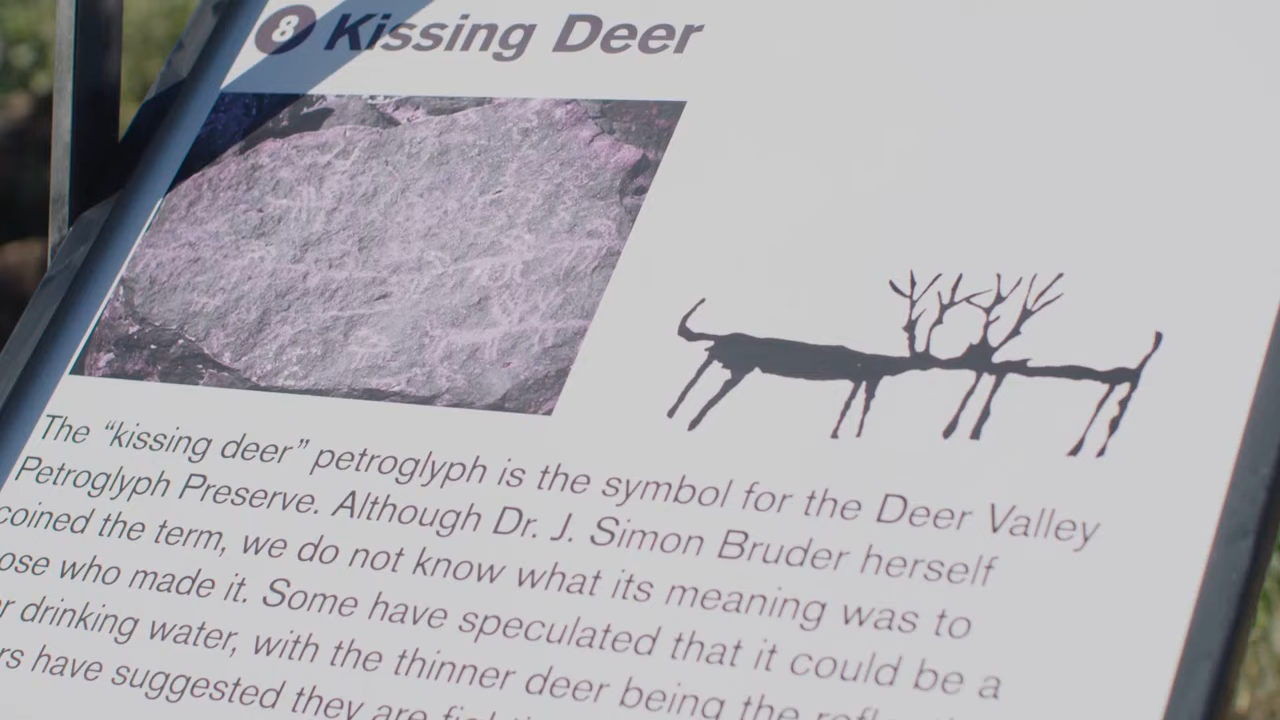 8 Kissing Deer
The “kissing deer” petroglyph is the symbol for the Deer Valley
Petroglyph Preserve. Although Dr. J. Simon Bruder herself
coined the term, we do not know what its meaning was to
who made it. Some have speculated that it could be a
drinking water, with the thinner deer being the
have suggested they are